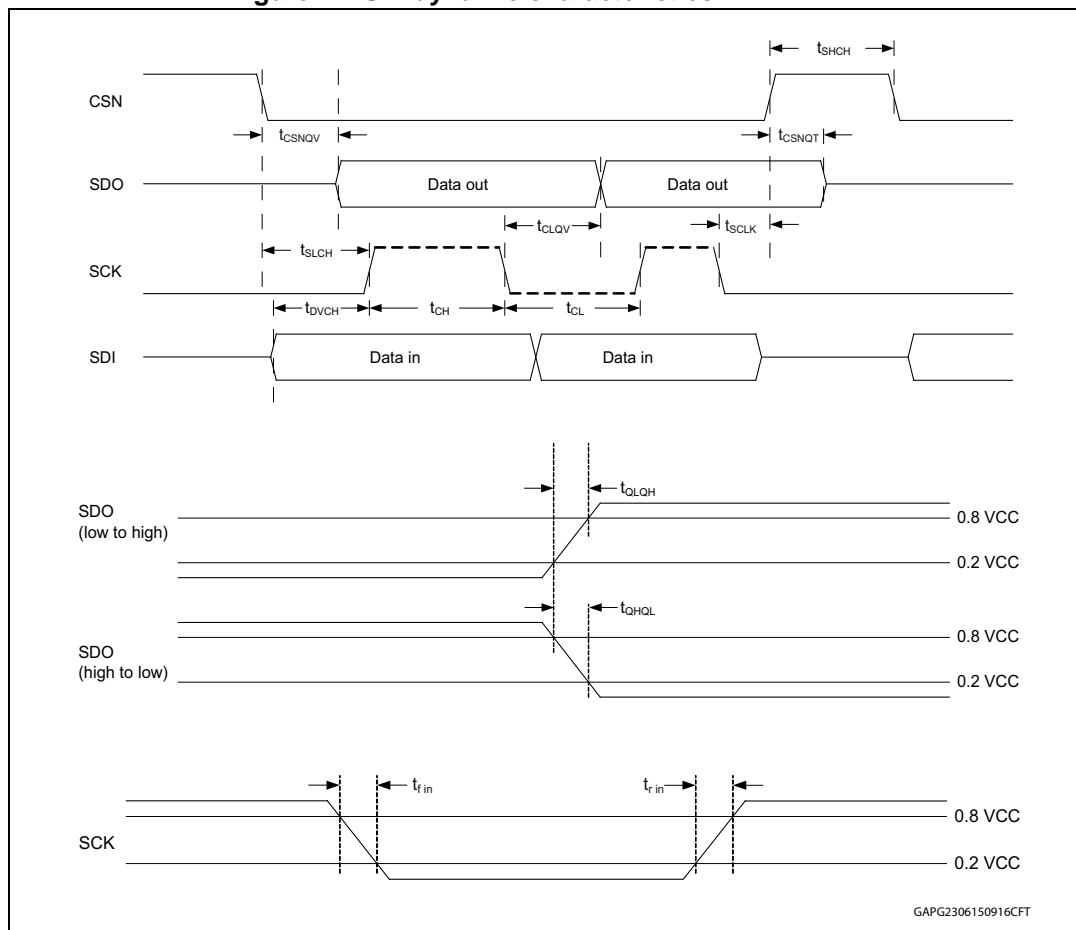 tSHCH
CSN
tCSNQV
tCSNQT
SDO
Data out
Data out
tCLQV
tSCLK
tSLCH
SCK
tDVCH
tCH
tCL
SDI
Data in
Data in
tQLQH
SDO
(low to high)
0.8 VCC
0.2 VCC
tQHQL
SDO
(high to low)
0.8 VCC
0.2 VCC
tf in
tr in
SCK
0.8 VCC
0.2 VCC
GAPG2306150916CFT